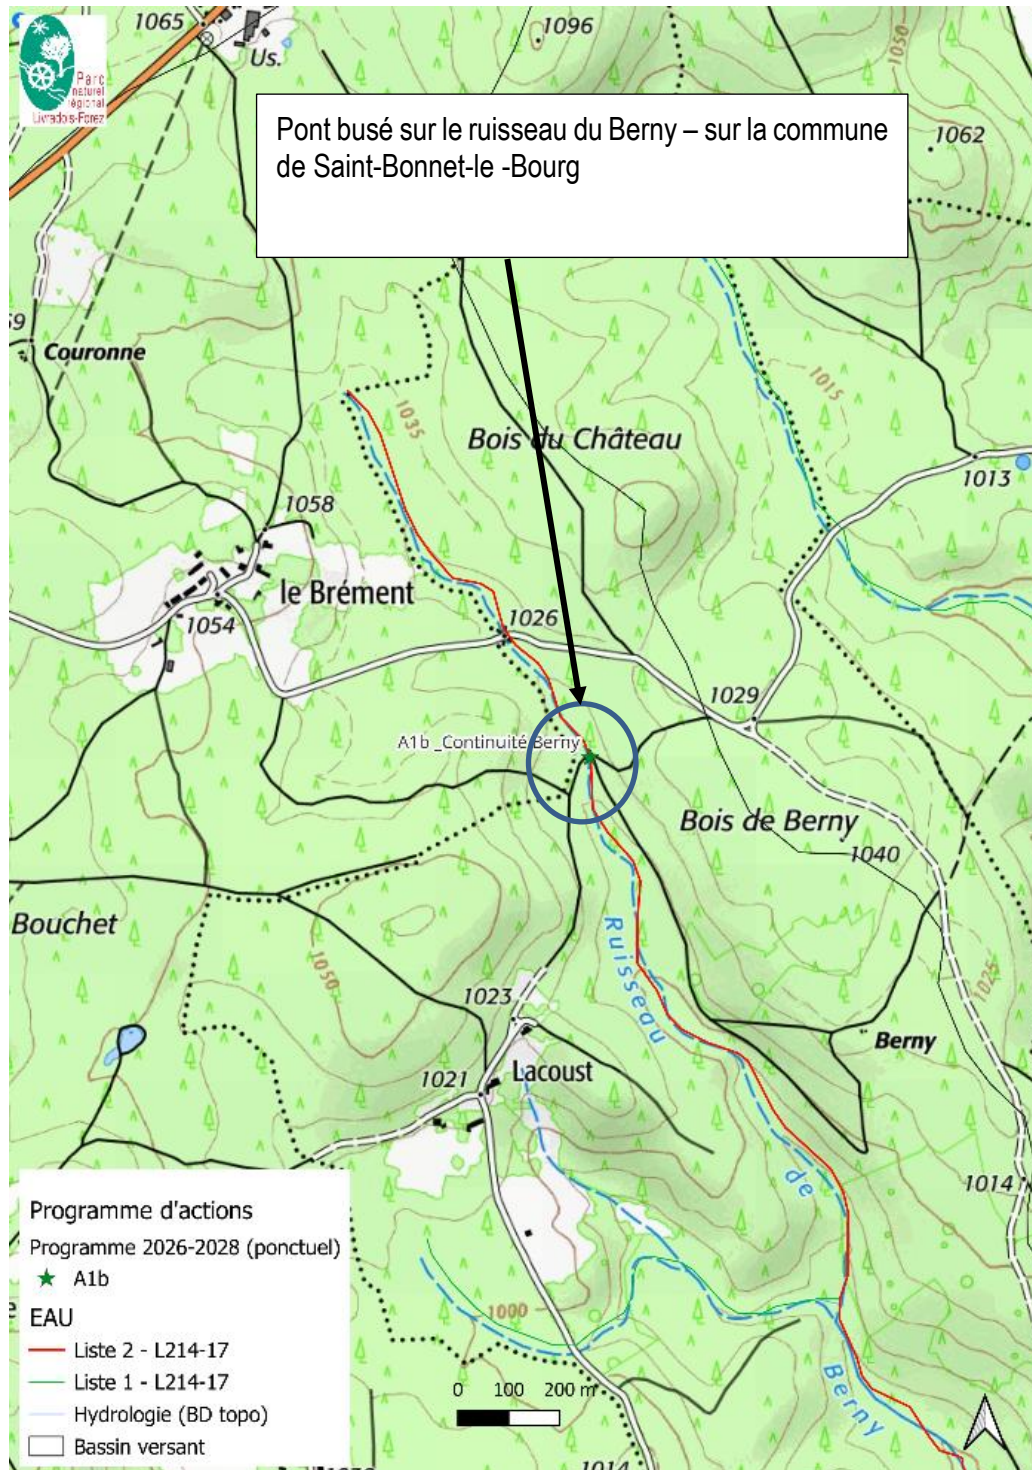 1065
Us.
1096
1050
Parc
naturel
régional
Livradois-Forez
Pont busé sur le ruisseau du Berny – sur la commune
de Saint-Bonnet-le -Bourg
1062
Couronne
1035
1015
Bois du Château
1013
1058
le Brément
1054
1026
1029
A1b _Continuité Berny
Bois de Berny
1040
Bouchet
1050
Ruisseau
1025
1023
Berny
Lacoust
1021
de
1014
Programme d'actions
Programme 2026-2028 (ponctuel)
A1b
EAU
1000
Liste 2 - L214-17
Liste 1 - L214-17
0 100 200 m
Berny
Hydrologie (BD topo)
Bassin versant
1014